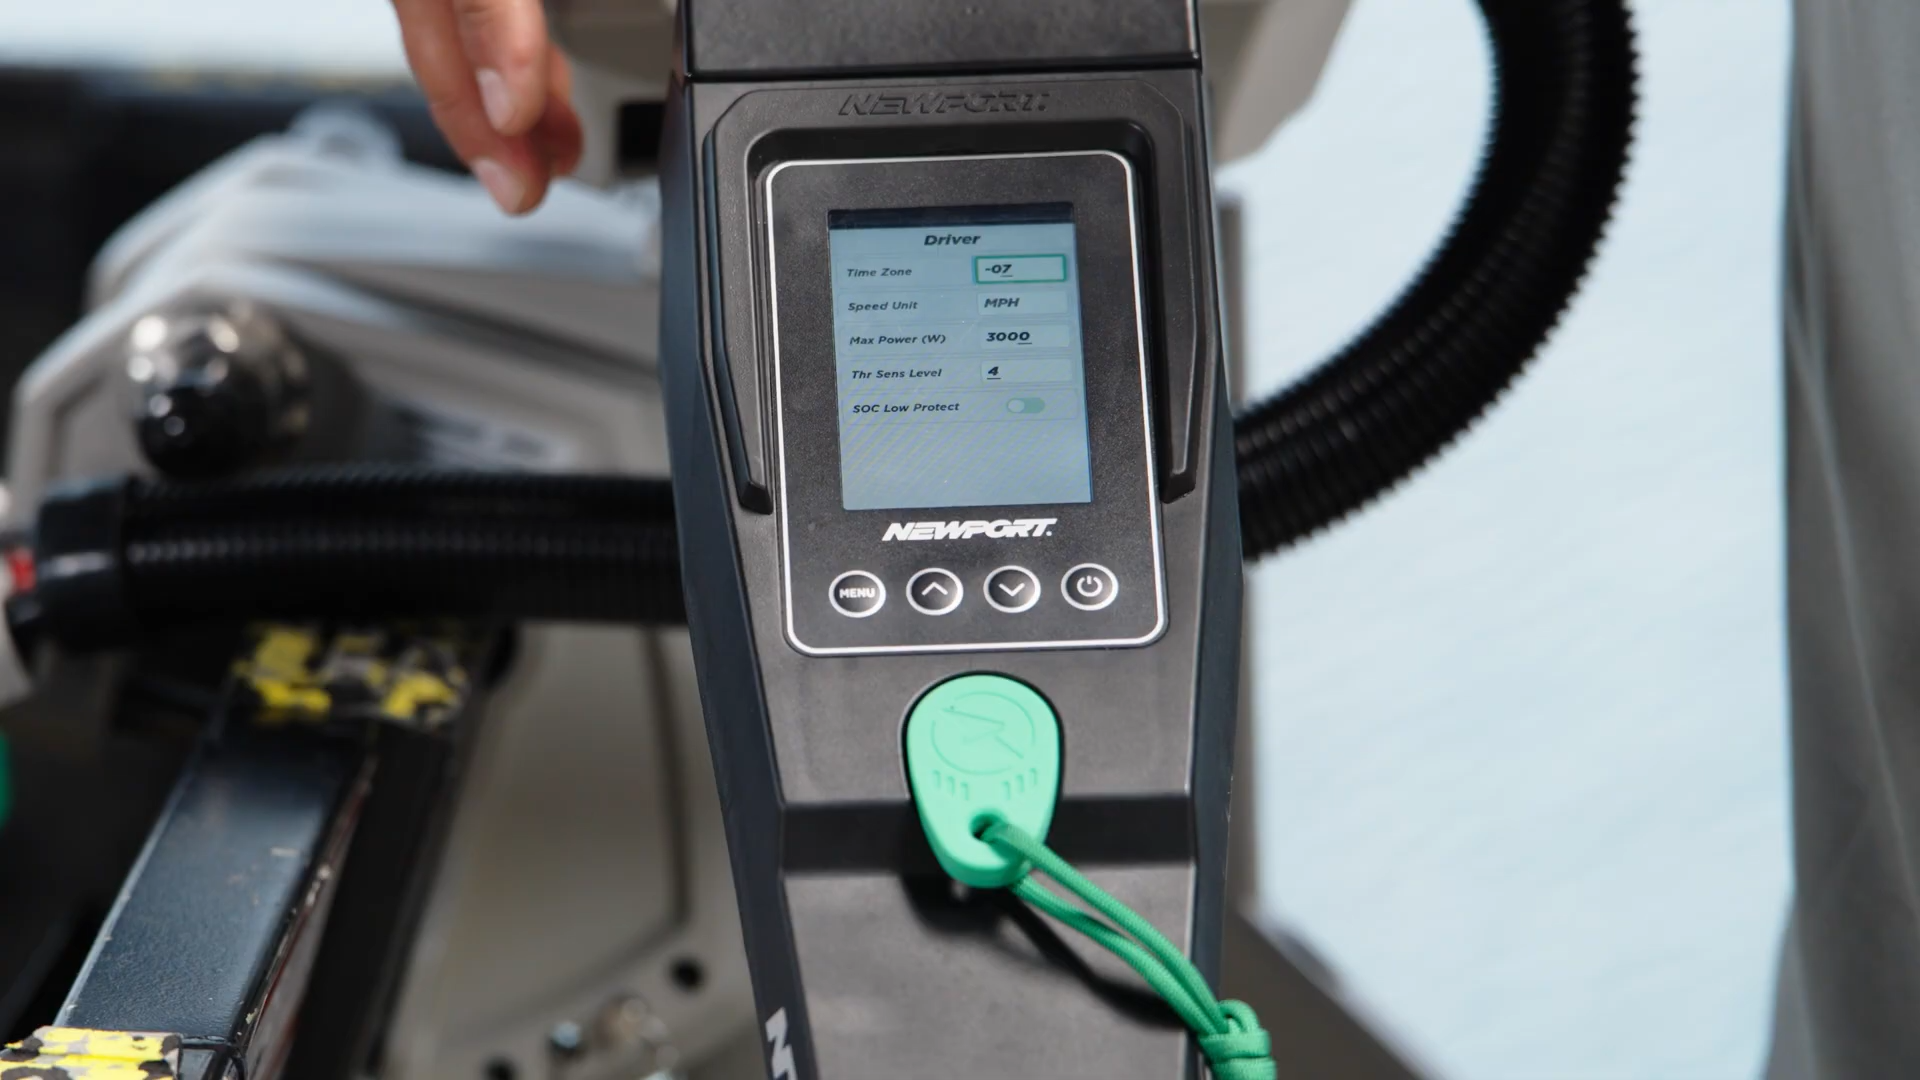 NEWPORT.
Driver
Time Zone -07
Speed Unit MPH
Max Power (W) 3000
Thr Sens Level 4
SOC Low Protect
NEWPORT.
MENU